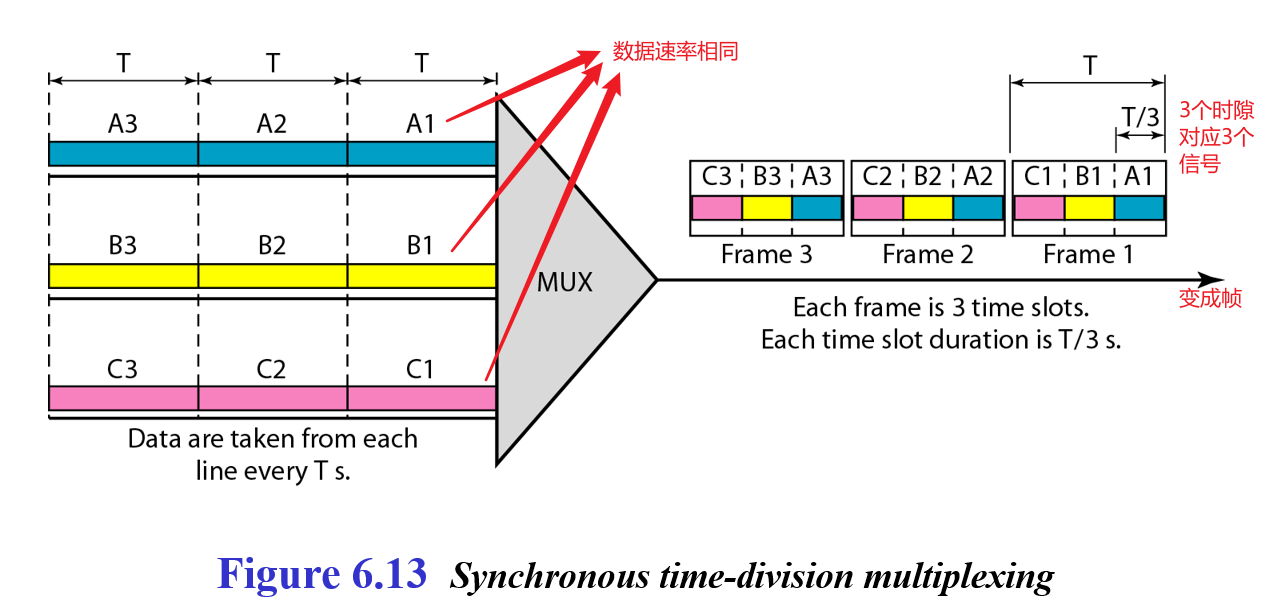 T T T
数据速率相同
T
A3 A2 A1
T/3
3个时隙
对应3个
信号
C3 B3 A3 C2 B2 A2 C1 B1 A1
B3 B2 B1
Frame 3 Frame 2 Frame 1
MUX
变成帧
Each frame is 3 time slots.
Each time slot duration is T/3 s.
C3 C2 C1
Data are taken from each
line every T s.
Figure 6.13 Synchronous time-division multiplexing